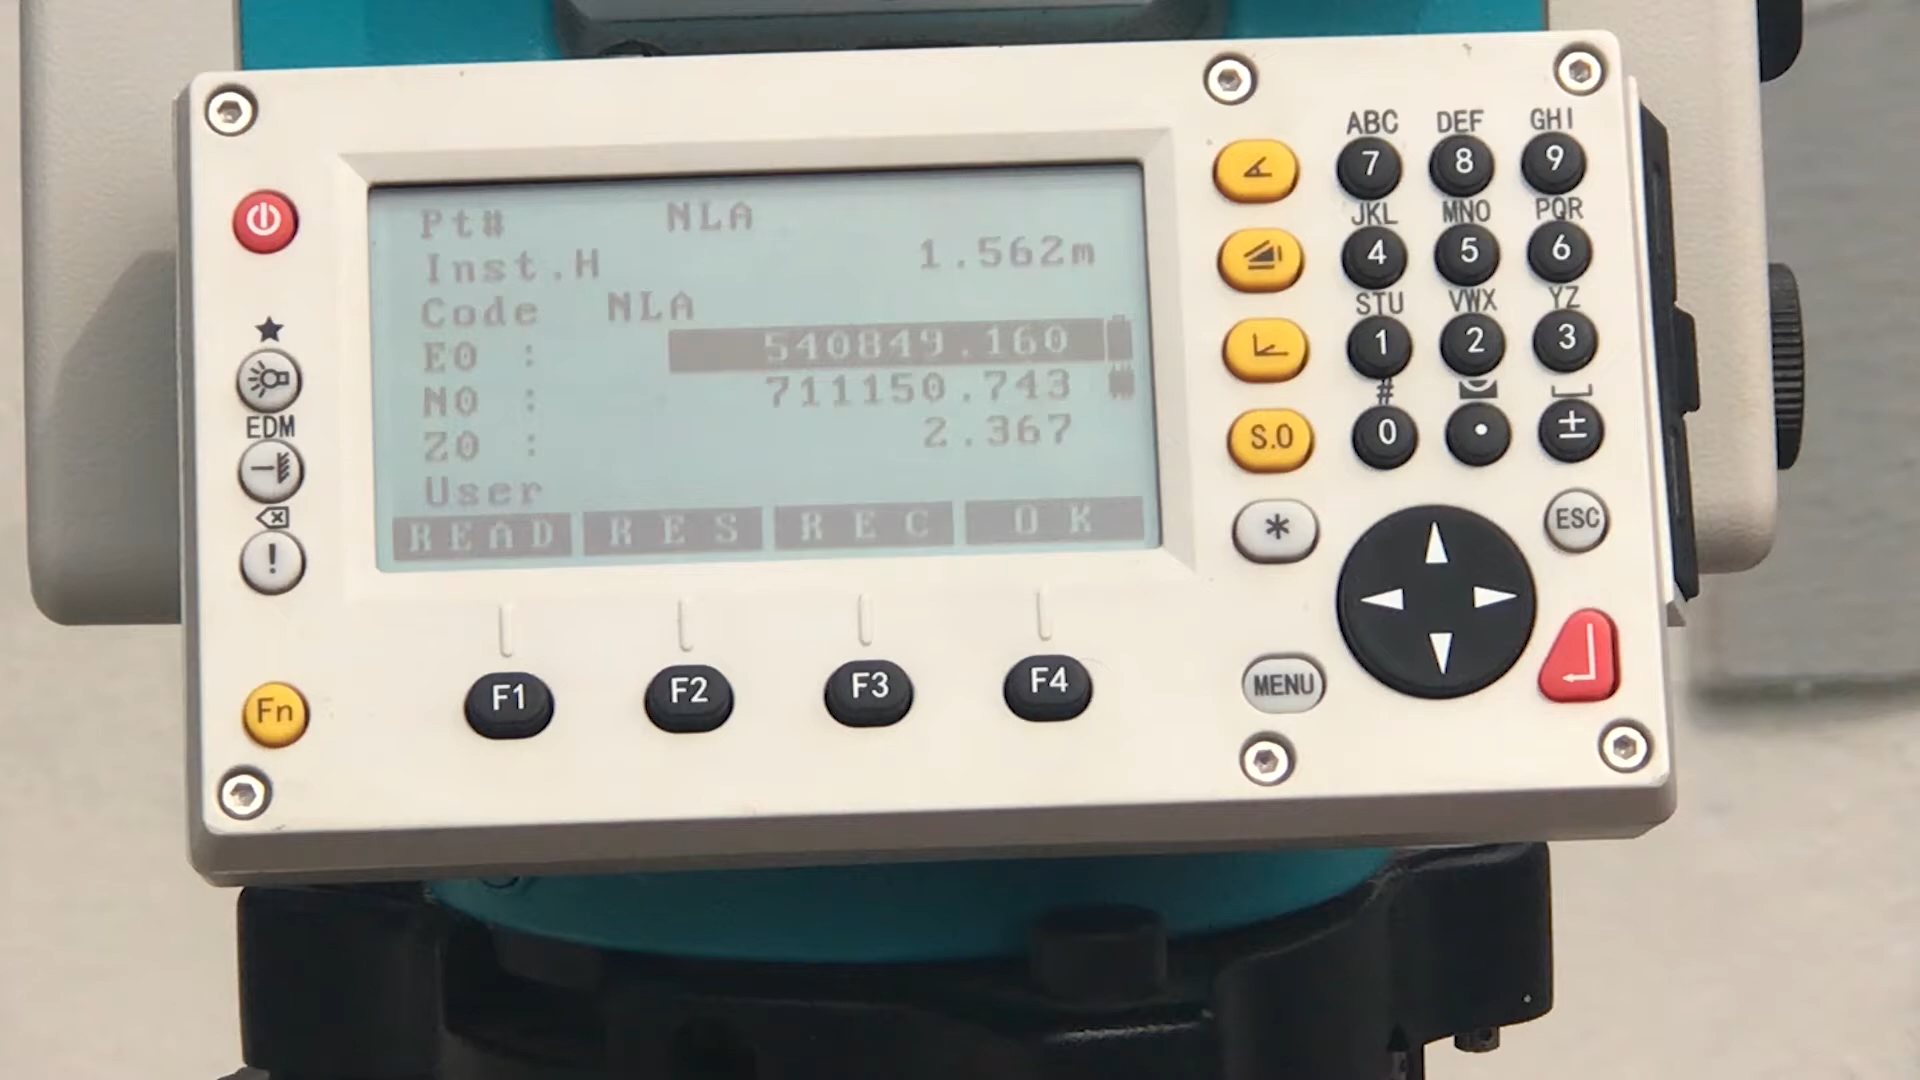 Pt# NLA
Inst.H 1.562m
Code NLA
E0 : 540849.160
N0 : 711150.743
Z0 : 2.367
User
READ RES REC OK
F1 F2 F3 F4
EDM
!
Fn
ABC DEF GHI
7 8 9
JKL MNO PQR
4 5 6
STU VWX YZ
1 2 3
#
S.O 0 . ±
* ESC
MENU